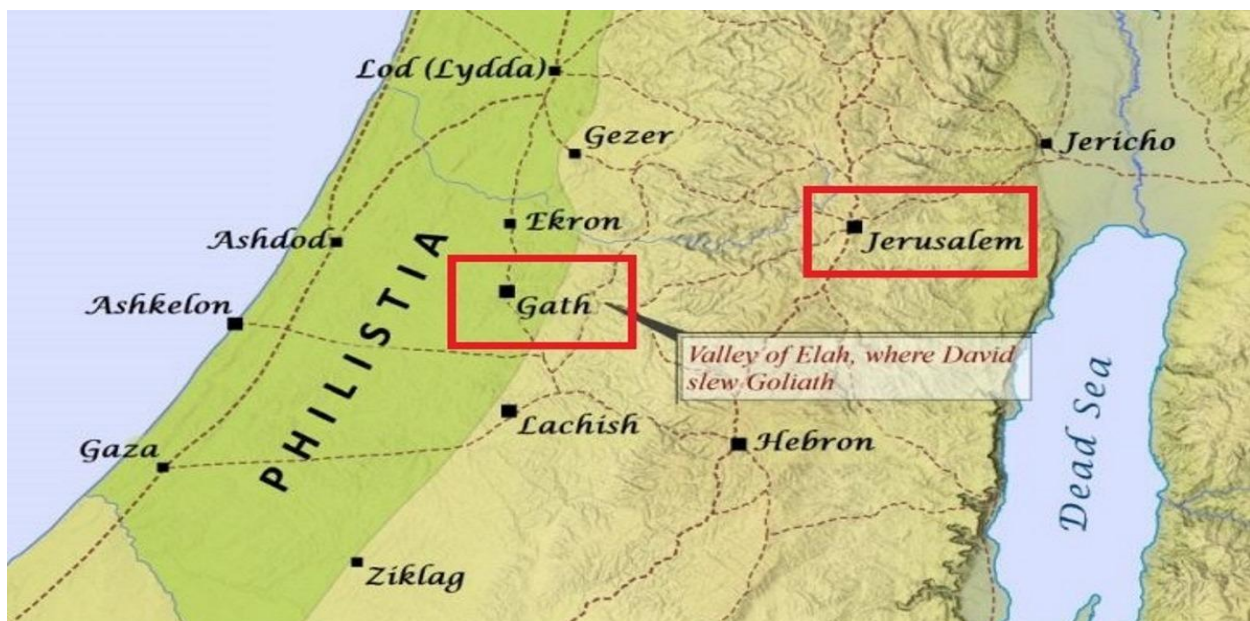 Lod (Lydda)
Gezer
Jericho
Ekron
Jerusalem
Ashdod
Ashkelon
Gath
PHILISTIA
Valley of Elah, where David
slew Goliath
Dead Sea
Lachish
Hebron
Gaza
Ziklag